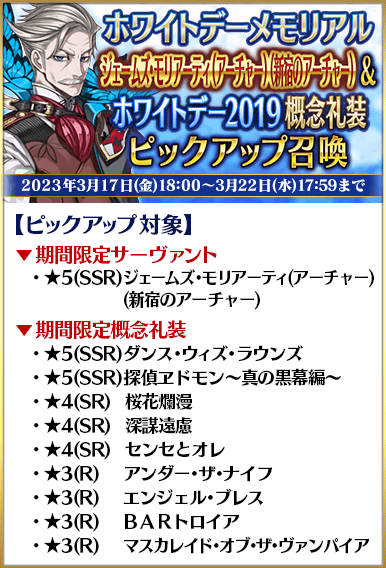 ホワイトデーメモリアル
ジェームズ・モリアーティ(アーチャー)(新宿のアーチャー)&
ホワイトデー2019 概念礼装
ピックアップ召喚
2023年3月17日(金)18:00～3月22日(水)17:59まで
【ピックアップ対象】
▼期間限定サーヴァント
・★5(SSR)ジェームズ・モリアーティ(アーチャー)
(新宿のアーチャー)
▼期間限定概念礼装
・★5(SSR)ダンス・ウィズ・ラウンズ
・★5(SSR)探偵ヱドモン～真の黒幕編～
・★4(SR) 桜花爛漫
・★4(SR) 深謀遠慮
・★4(SR) センセとオレ
・★3(R) アンダー・ザ・ナイフ
・★3(R) エンジェル・ブレス
・★3(R) BARトロイア
・★3(R) マスカレイド・オブ・ザ・ヴァンパイア